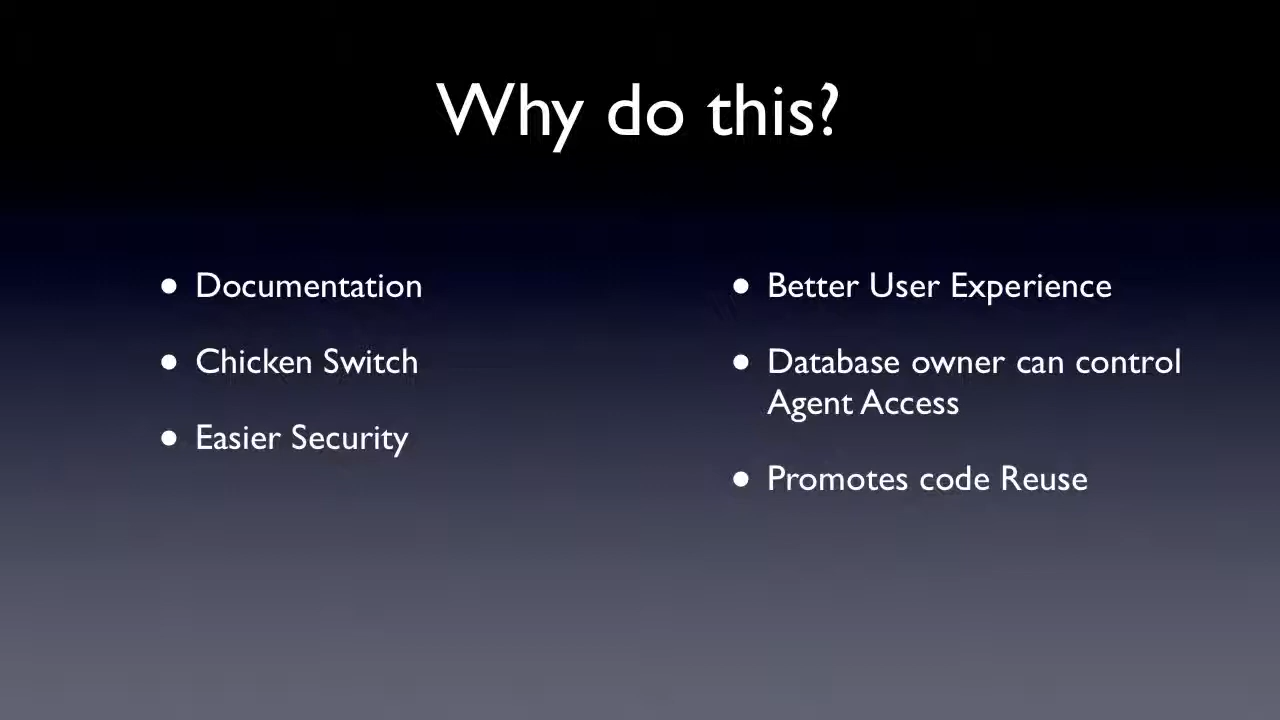 Why do this?
Documentation
Chicken Switch
Easier Security
Better User Experience
Database owner can control
Agent Access
Promotes code Reuse